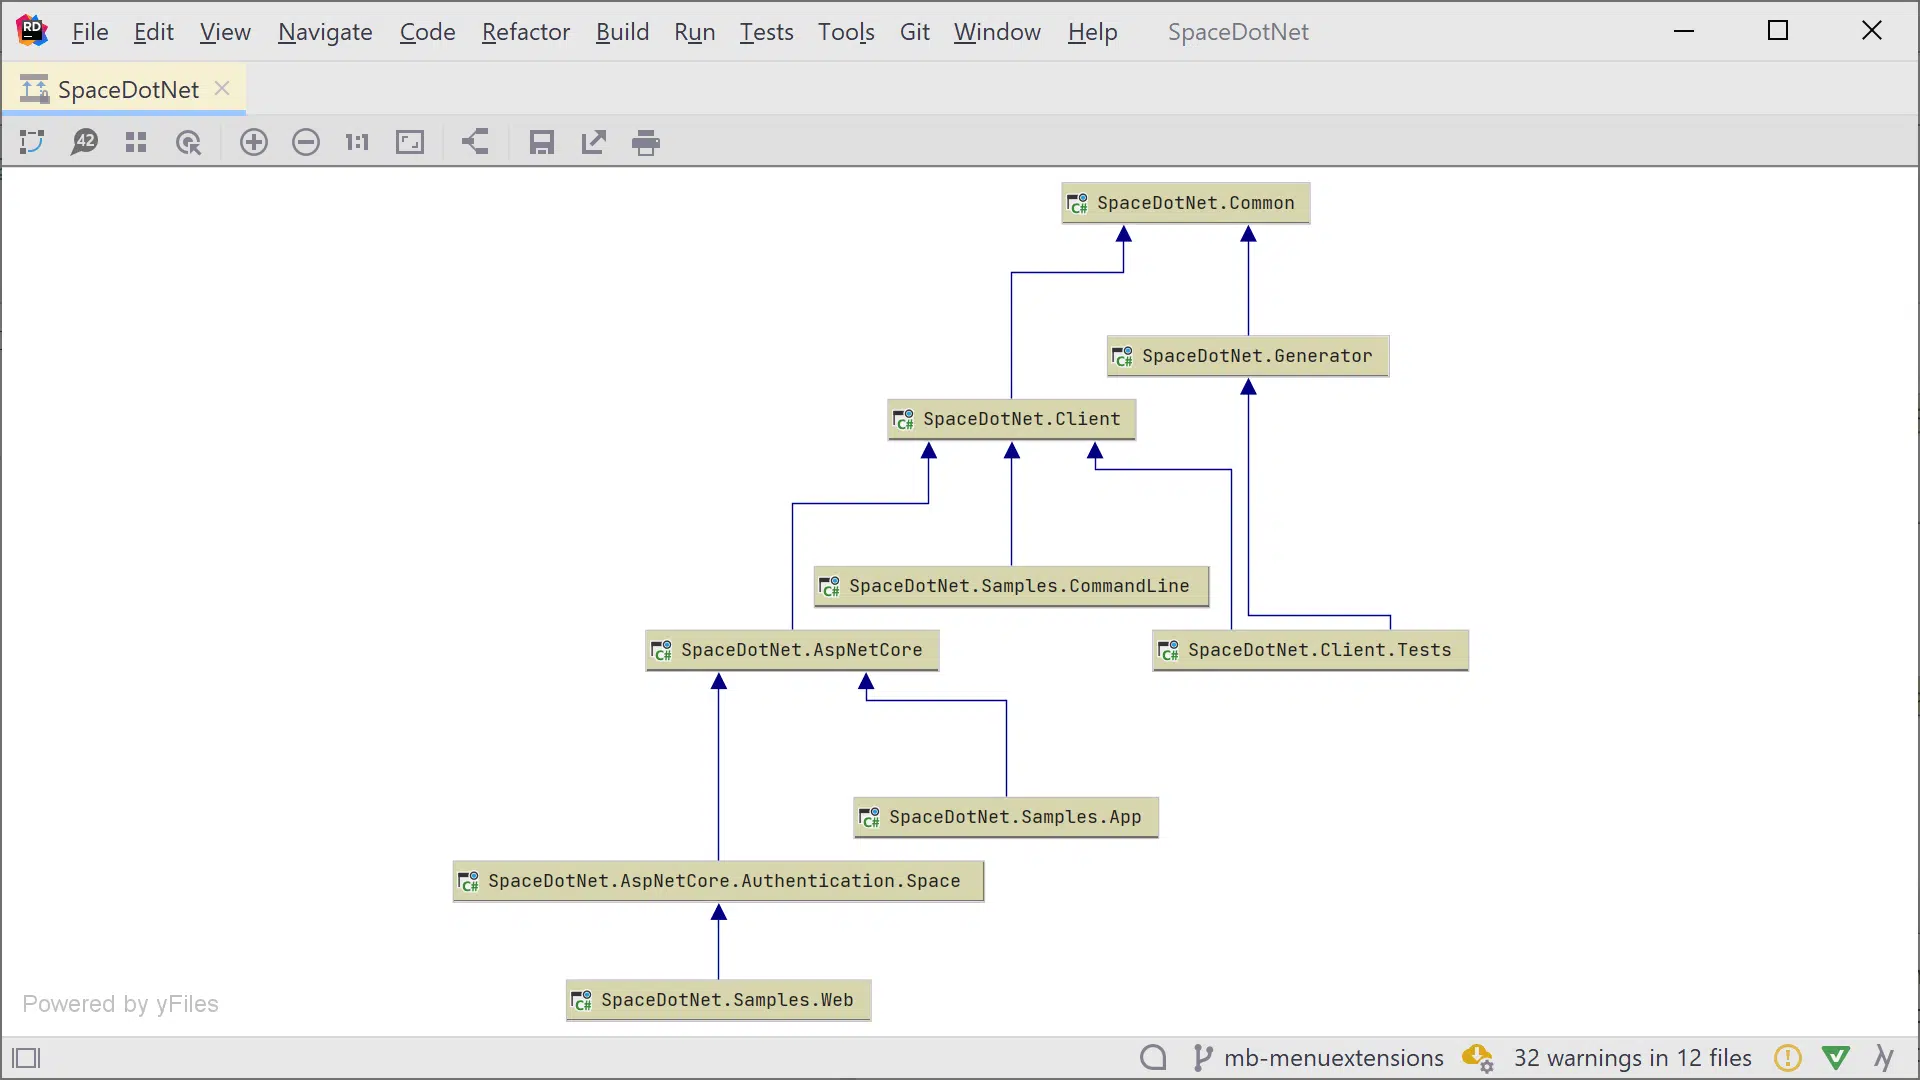 RD File Edit View Navigate Code Refactor Build Run Tests Tools Git Window Help SpaceDotNet
SpaceDotNet
42 1:1
C# SpaceDotNet.Common
C# SpaceDotNet.Generator
C# SpaceDotNet.Client
C# SpaceDotNet.Samples.CommandLine
C# SpaceDotNet.AspNetCore
C# SpaceDotNet.Client.Tests
C# SpaceDotNet.Samples.App
C# SpaceDotNet.AspNetCore.Authentication.Space
C# SpaceDotNet.Samples.Web
Powered by yFiles
mb-menuextensions 32 warnings in 12 files